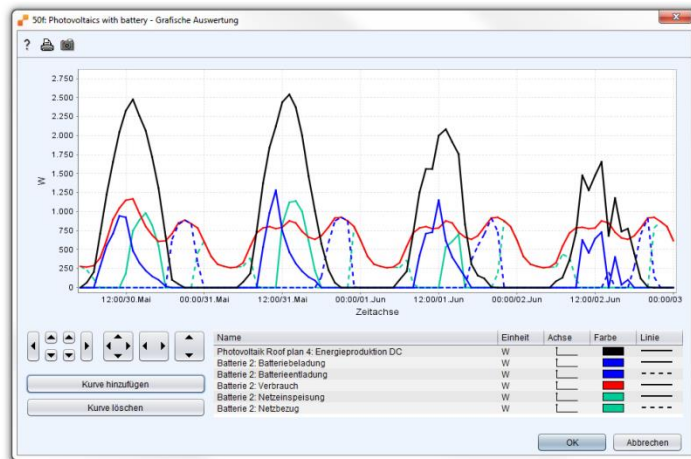 50f: Photovoltaics with battery - Grafische Auswertung
?
2.750
2.500
2.250
2.000
1.750
1.500
1.250
1.000
750
500
250
0
W
12:00/30.Mai 00:00/31.Mai 12:00/31.Mai 00:00/01.Jun 12:00/01.Jun 00:00/02.Jun 12:00/02.Jun 00:00/03
Zeitachse
Name Einheit Achse Farbe Linie
Photovoltaik Roof plan 4: Energieproduktion DC W
Batterie 2: Batteriebeladung W
Batterie 2: Batterieentladung W
Batterie 2: Verbrauch W
Batterie 2: Netzeinspeisung W
Batterie 2: Netzbezug W
Kurve hinzufügen
Kurve löschen
OK Abbrechen